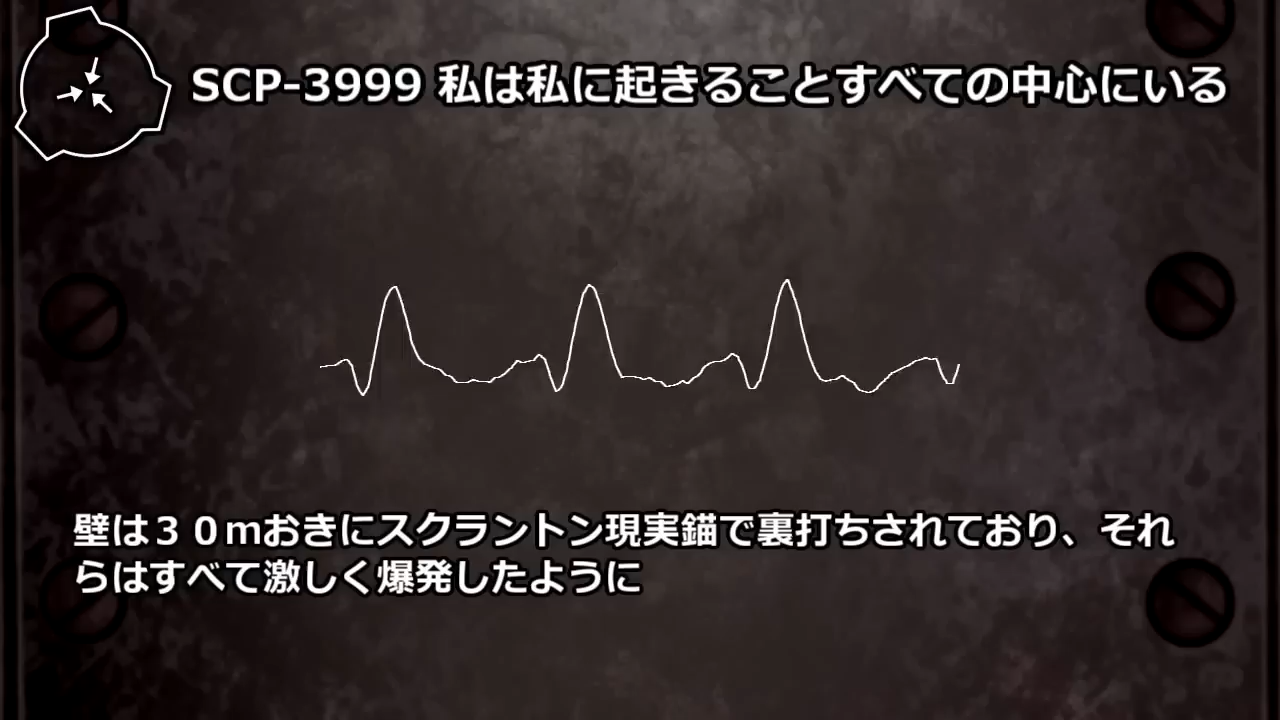 SCP-3999 私は私に起きることすべての中心にいる
壁は３０ｍおきにスクラントン現実錨で裏打ちされており、それ
らはすべて激しく爆発したように